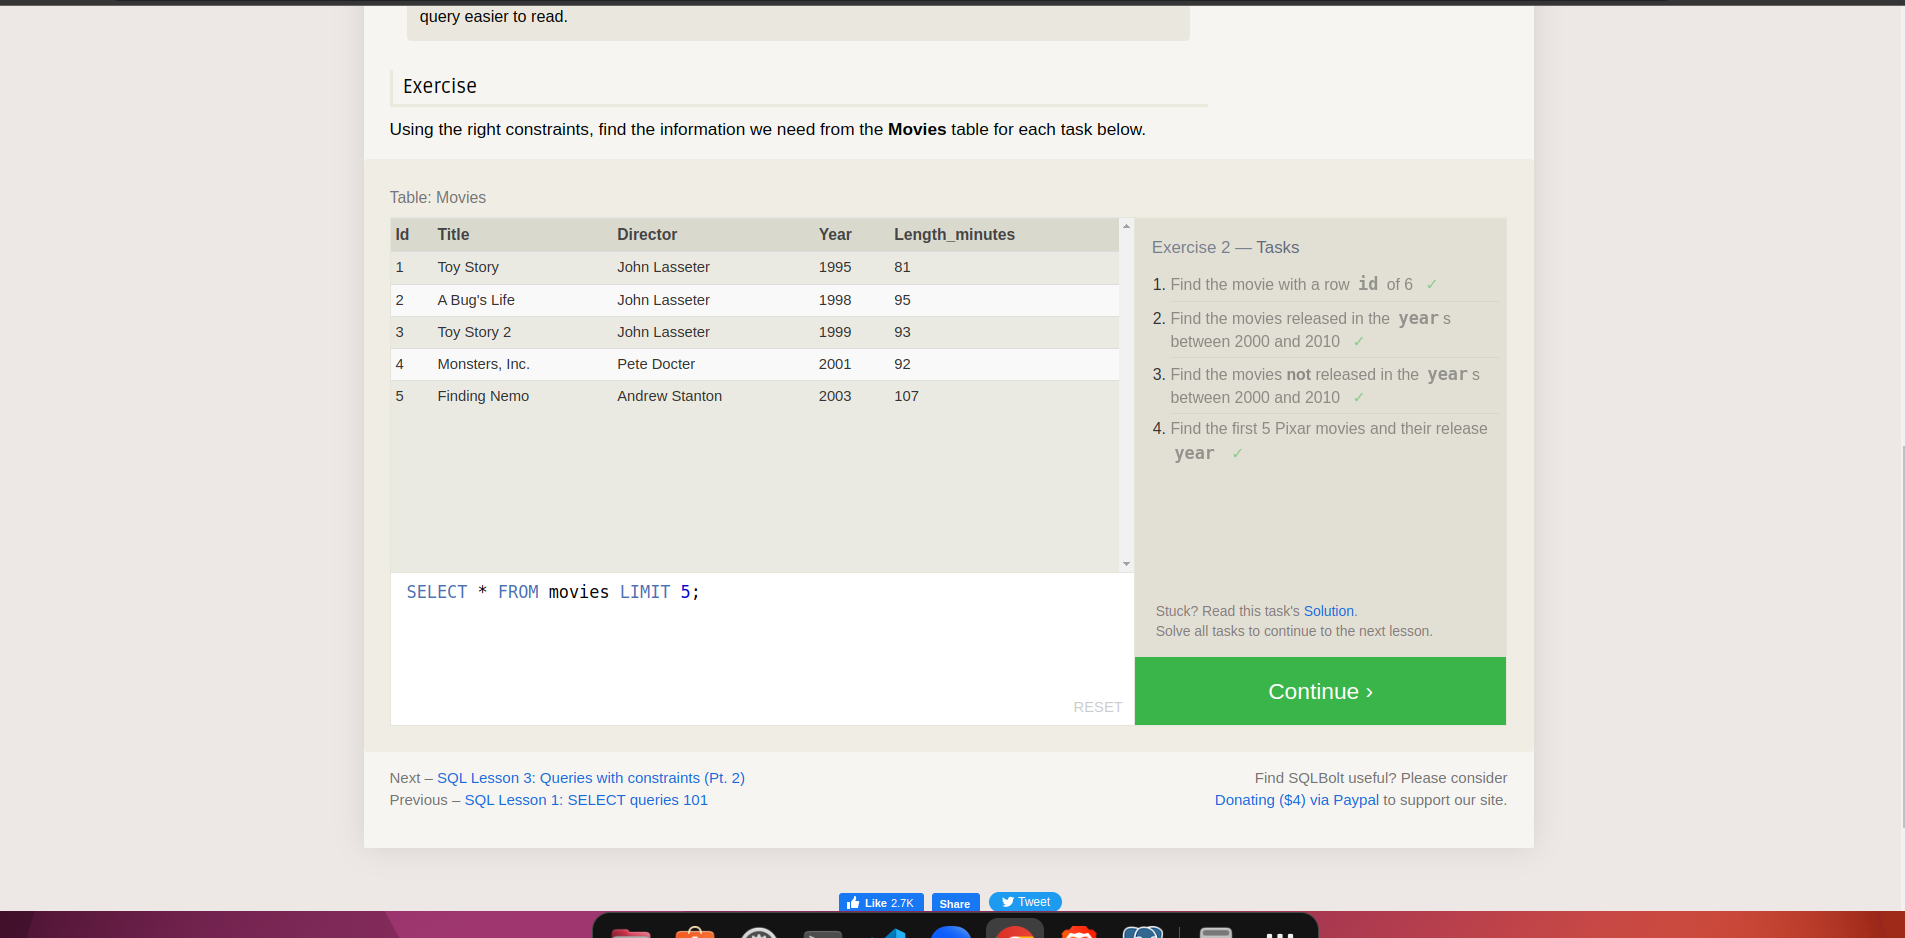 query easier to read.
Exercise
Using the right constraints, find the information we need from the Movies table for each task below.
Table: Movies
Id Title Director Year Length_minutes
1 Toy Story John Lasseter 1995 81
2 A Bug's Life John Lasseter 1998 95
3 Toy Story 2 John Lasseter 1999 93
4 Monsters, Inc. Pete Docter 2001 92
5 Finding Nemo Andrew Stanton 2003 107
SELECT * FROM movies LIMIT 5;
RESET
Exercise 2 — Tasks
1. Find the movie with a row id of 6 ✓
2. Find the movies released in the year s
between 2000 and 2010 ✓
3. Find the movies not released in the year s
between 2000 and 2010 ✓
4. Find the first 5 Pixar movies and their release
year ✓
Stuck? Read this task's Solution.
Solve all tasks to continue to the next lesson.
Continue ›
Next – SQL Lesson 3: Queries with constraints (Pt. 2)
Previous – SQL Lesson 1: SELECT queries 101
Find SQLBolt useful? Please consider
Donating ($4) via Paypal to support our site.
Like 2.7K Share Tweet